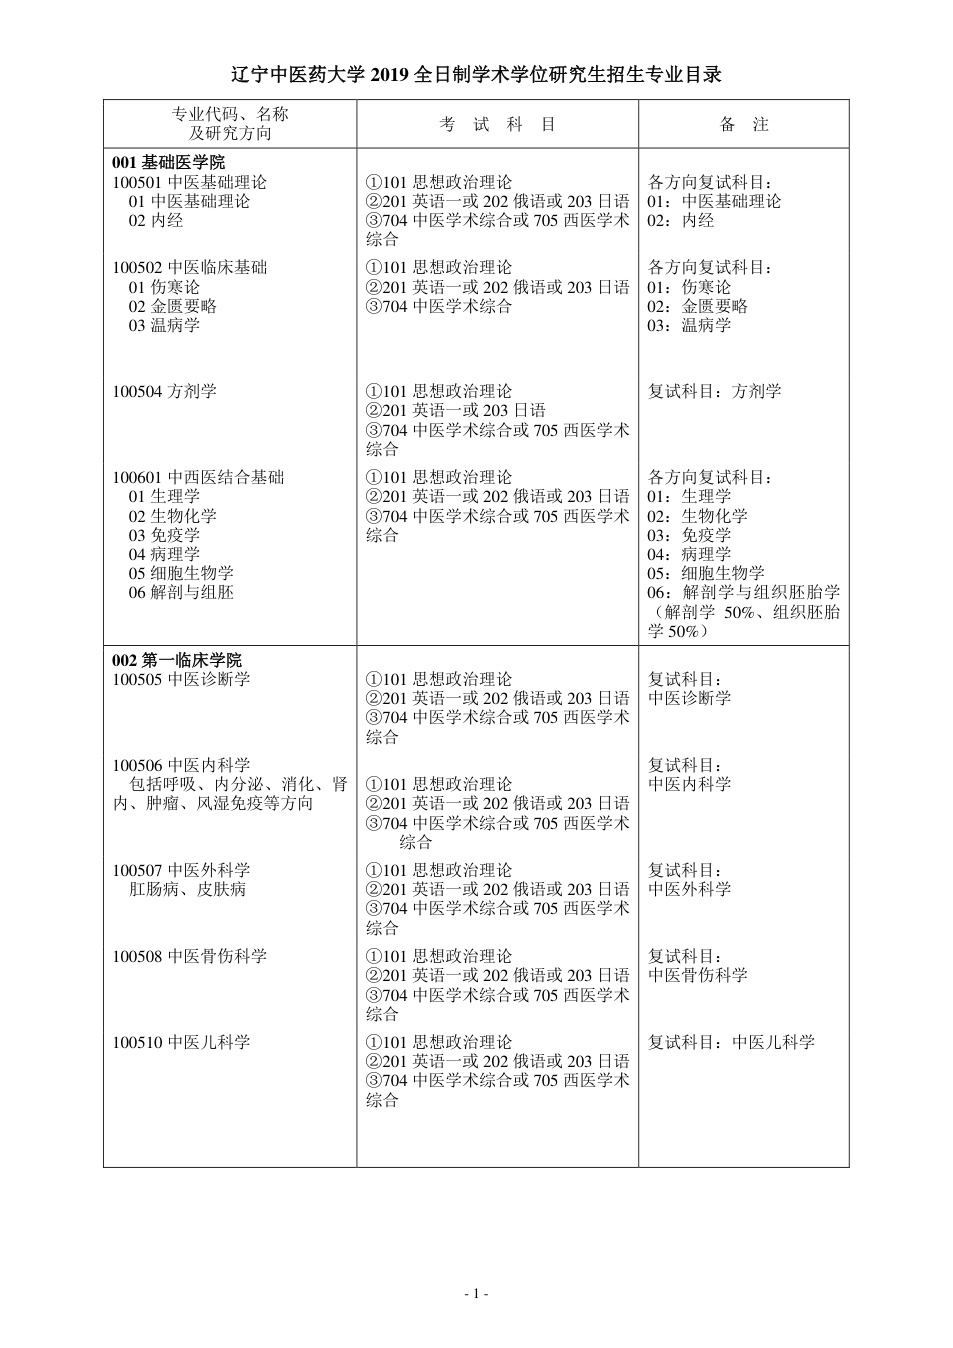 辽宁中医药大学 2019 全日制学术学位研究生招生专业目录
专业代码、名称
及研究方向
考 试 科 目
备 注
001 基础医学院
100501 中医基础理论
01 中医基础理论
02 内经
①101 思想政治理论
②201 英语一或 202 俄语或 203 日语
③704 中医学术综合或 705 西医学术
综合
各方向复试科目：
01：中医基础理论
02：内经
100502 中医临床基础
01 伤寒论
02 金匮要略
03 温病学
①101 思想政治理论
②201 英语一或 202 俄语或 203 日语
③704 中医学术综合
各方向复试科目：
01：伤寒论
02：金匮要略
03：温病学
100504 方剂学
①101 思想政治理论
②201 英语一或 203 日语
③704 中医学术综合或 705 西医学术
综合
复试科目：方剂学
100601 中西医结合基础
01 生理学
02 生物化学
03 免疫学
04 病理学
05 细胞生物学
06 解剖与组胚
①101 思想政治理论
②201 英语一或 202 俄语或 203 日语
③704 中医学术综合或 705 西医学术
综合
各方向复试科目：
01：生理学
02：生物化学
03：免疫学
04：病理学
05：细胞生物学
06：解剖学与组织胚胎学
（解剖学 50%、组织胚胎
学 50%）
002 第一临床学院
100505 中医诊断学
①101 思想政治理论
②201 英语一或 202 俄语或 203 日语
③704 中医学术综合或 705 西医学术
综合
复试科目：
中医诊断学
100506 中医内科学
包括呼吸、内分泌、消化、肾
内、肿瘤、风湿免疫等方向
①101 思想政治理论
②201 英语一或 202 俄语或 203 日语
③704 中医学术综合或 705 西医学术
综合
复试科目：
中医内科学
100507 中医外科学
肛肠病、皮肤病
①101 思想政治理论
②201 英语一或 202 俄语或 203 日语
③704 中医学术综合或 705 西医学术
综合
复试科目：
中医外科学
100508 中医骨伤科学
①101 思想政治理论
②201 英语一或 202 俄语或 203 日语
③704 中医学术综合或 705 西医学术
综合
复试科目：
中医骨伤科学
100510 中医儿科学
①101 思想政治理论
②201 英语一或 202 俄语或 203 日语
③704 中医学术综合或 705 西医学术
综合
复试科目：中医儿科学
- 1 -